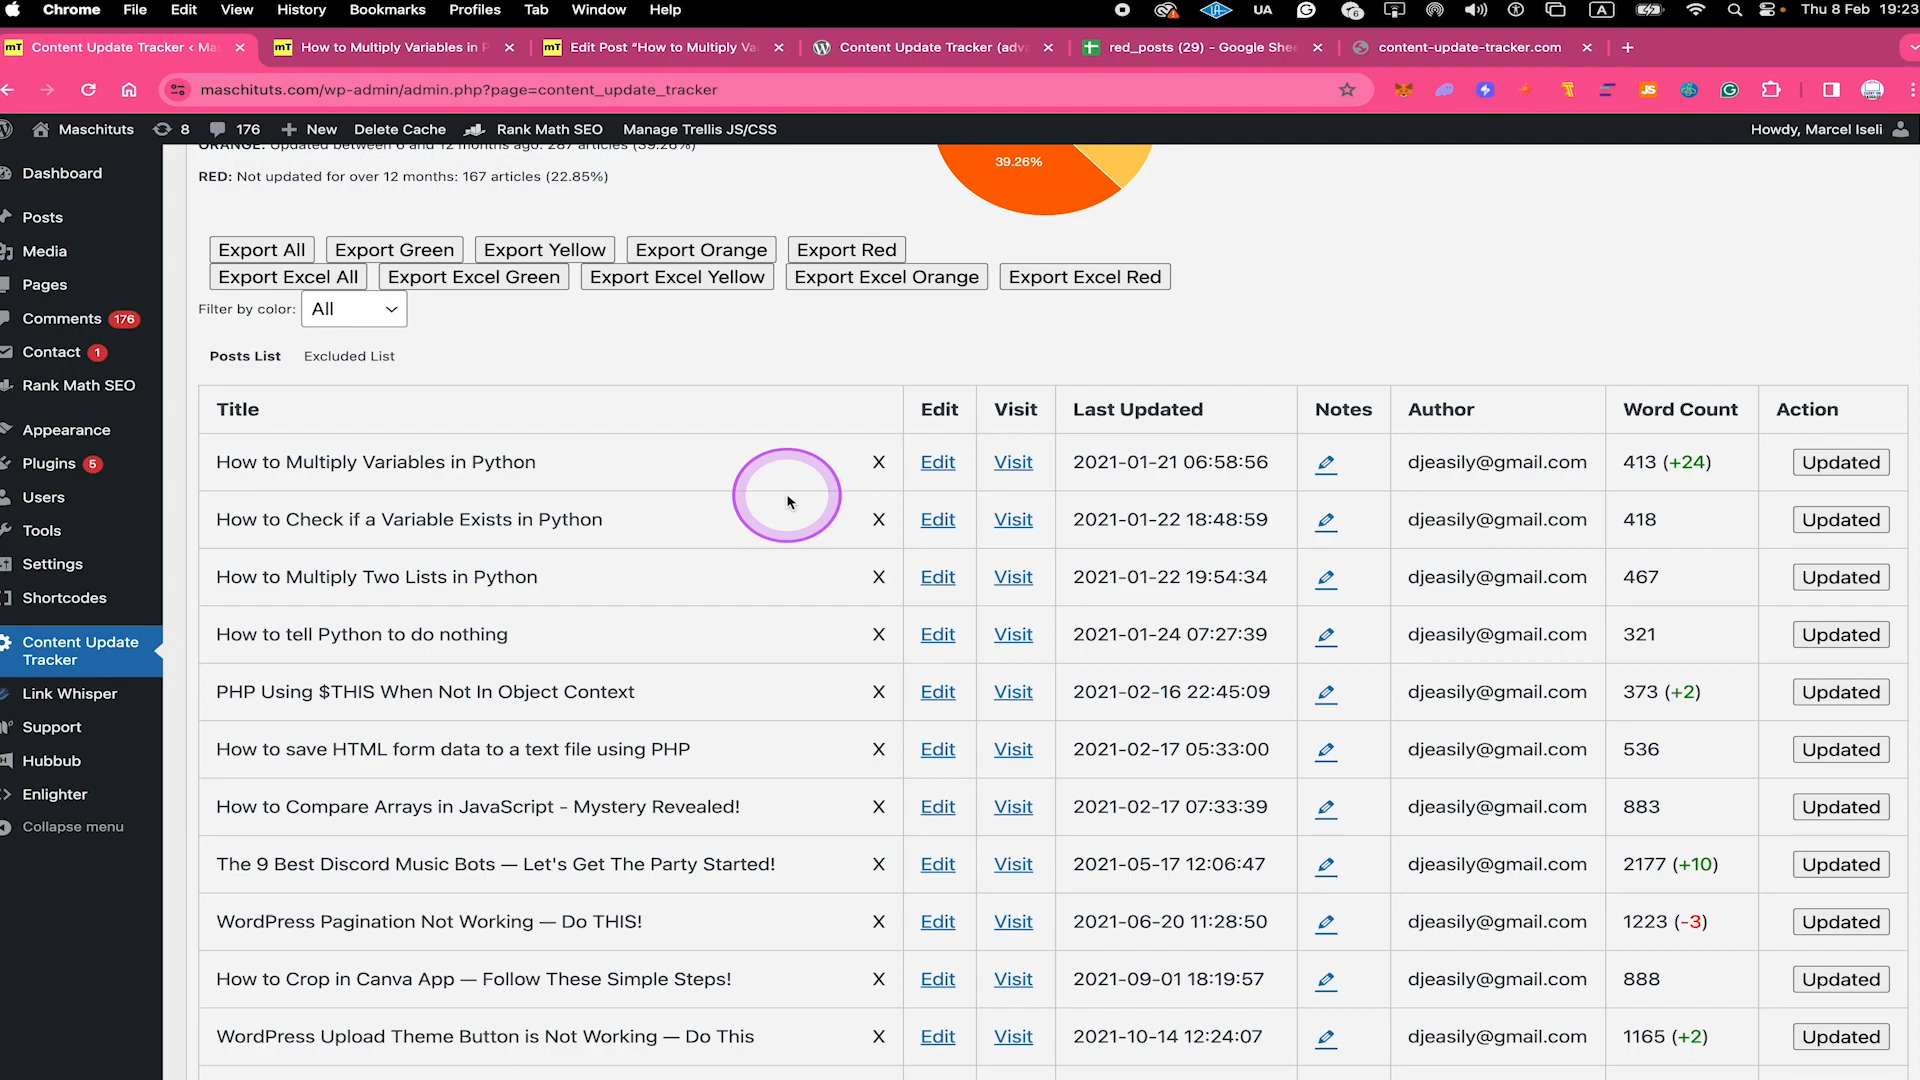 Chrome File Edit View History Bookmarks Profiles Tab Window Help UA A Thu 8 Feb 19:23
mT Content Update Tracker ‹ Ma mT How to Multiply Variables in P mT Edit Post “How to Multiply Va Content Update Tracker (adv red_posts (29) - Google She content-update-tracker.com
maschituts.com/wp-admin/admin.php?page=content_update_tracker
Maschituts 8 176 New Delete Cache Rank Math SEO Manage Trellis JS/CSS Howdy, Marcel Iseli
ORANGE: Updated between 6 and 12 months ago: 287 articles (39.26%)
39.26%
RED: Not updated for over 12 months: 167 articles (22.85%)
Dashboard
Posts
Media
Pages
Comments 176
Contact 1
Rank Math SEO
Appearance
Plugins 5
Users
Tools
Settings
Shortcodes
Content Update
Tracker
Link Whisper
Support
Hubbub
Enlighter
Collapse menu
Export All Export Green Export Yellow Export Orange Export Red
Export Excel All Export Excel Green Export Excel Yellow Export Excel Orange Export Excel Red
Filter by color: All
Posts List Excluded List
Title Edit Visit Last Updated Notes Author Word Count Action
How to Multiply Variables in Python X Edit Visit 2021-01-21 06:58:56 djeasily@gmail.com 413 (+24) Updated
How to Check if a Variable Exists in Python X Edit Visit 2021-01-22 18:48:59 djeasily@gmail.com 418 Updated
How to Multiply Two Lists in Python X Edit Visit 2021-01-22 19:54:34 djeasily@gmail.com 467 Updated
How to tell Python to do nothing X Edit Visit 2021-01-24 07:27:39 djeasily@gmail.com 321 Updated
PHP Using $THIS When Not In Object Context X Edit Visit 2021-02-16 22:45:09 djeasily@gmail.com 373 (+2) Updated
How to save HTML form data to a text file using PHP X Edit Visit 2021-02-17 05:33:00 djeasily@gmail.com 536 Updated
How to Compare Arrays in JavaScript - Mystery Revealed! X Edit Visit 2021-02-17 07:33:39 djeasily@gmail.com 883 Updated
The 9 Best Discord Music Bots — Let's Get The Party Started! X Edit Visit 2021-05-17 12:06:47 djeasily@gmail.com 2177 (+10) Updated
WordPress Pagination Not Working — Do THIS! X Edit Visit 2021-06-20 11:28:50 djeasily@gmail.com 1223 (-3) Updated
How to Crop in Canva App — Follow These Simple Steps! X Edit Visit 2021-09-01 18:19:57 djeasily@gmail.com 888 Updated
WordPress Upload Theme Button is Not Working — Do This X Edit Visit 2021-10-14 12:24:07 djeasily@gmail.com 1165 (+2) Updated